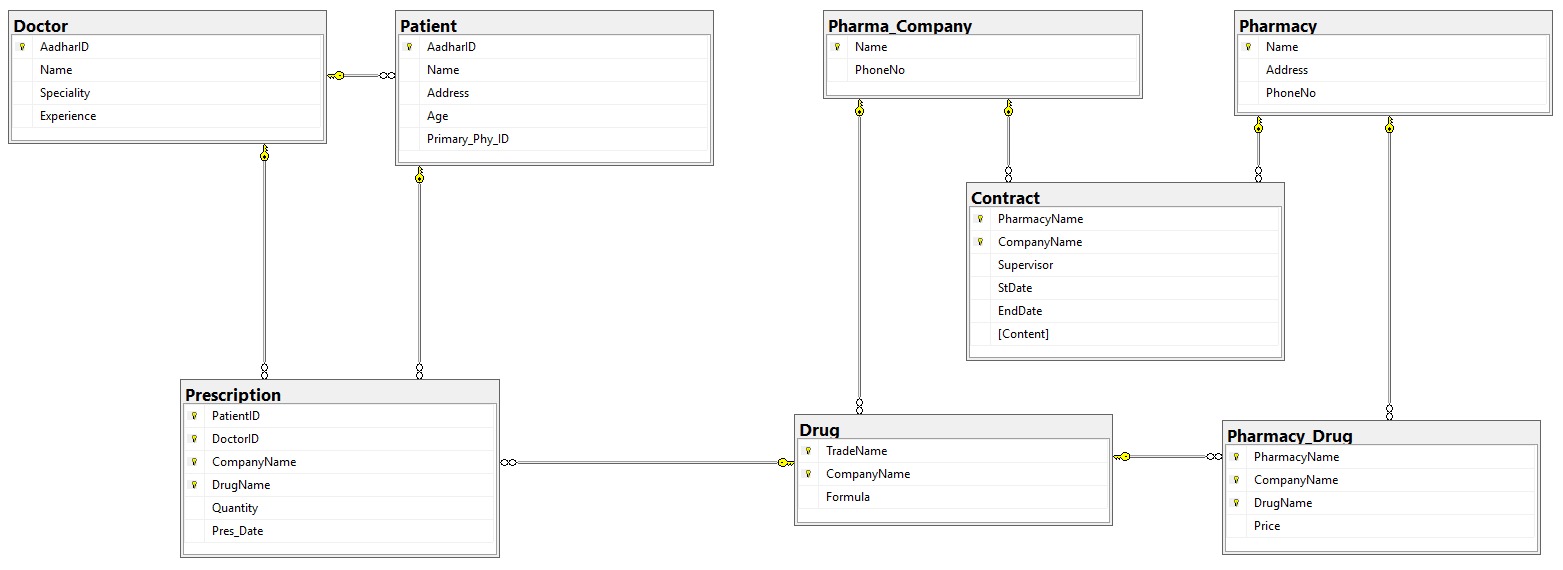 Doctor
AadharID
Name
Speciality
Experience
Patient
AadharID
Name
Address
Age
Primary_Phy_ID
Pharma_Company
Name
PhoneNo
Pharmacy
Name
Address
PhoneNo
Contract
PharmacyName
CompanyName
Supervisor
StDate
EndDate
[Content]
Prescription
PatientID
DoctorID
CompanyName
DrugName
Quantity
Pres_Date
Drug
TradeName
CompanyName
Formula
Pharmacy_Drug
PharmacyName
CompanyName
DrugName
Price